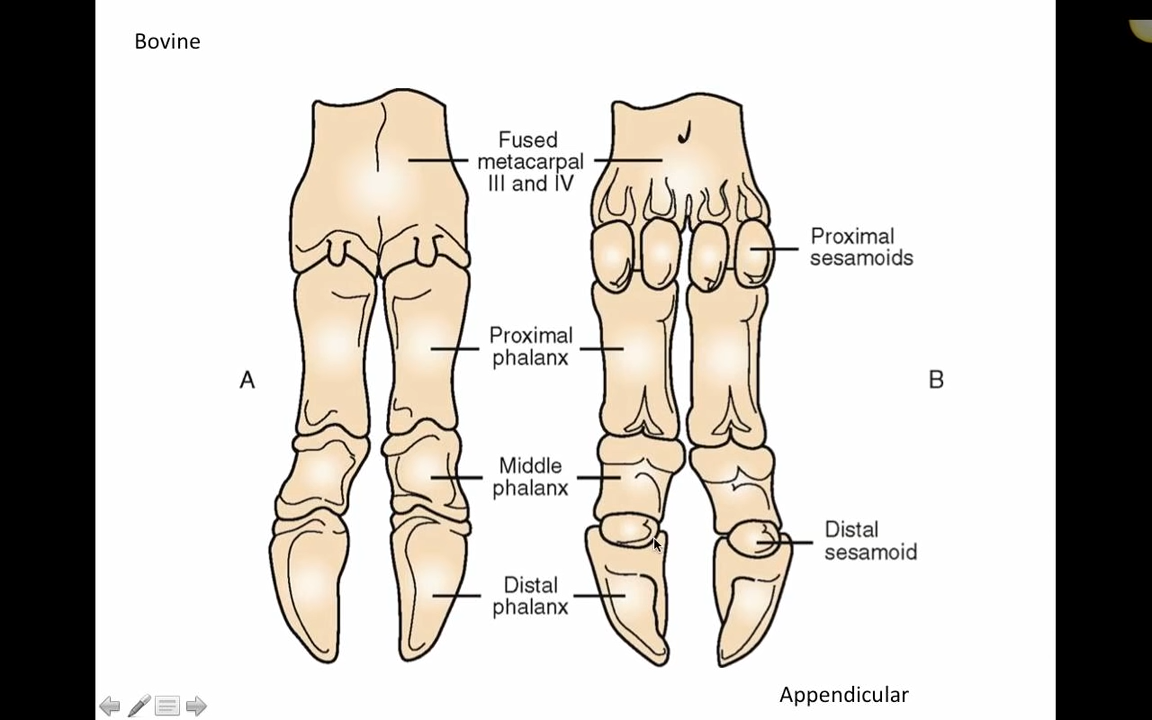 Bovine
Fused
metacarpal
III and IV
Proximal
sesamoids
Proximal
phalanx
A
B
Middle
phalanx
Distal
sesamoid
Distal
phalanx
Appendicular